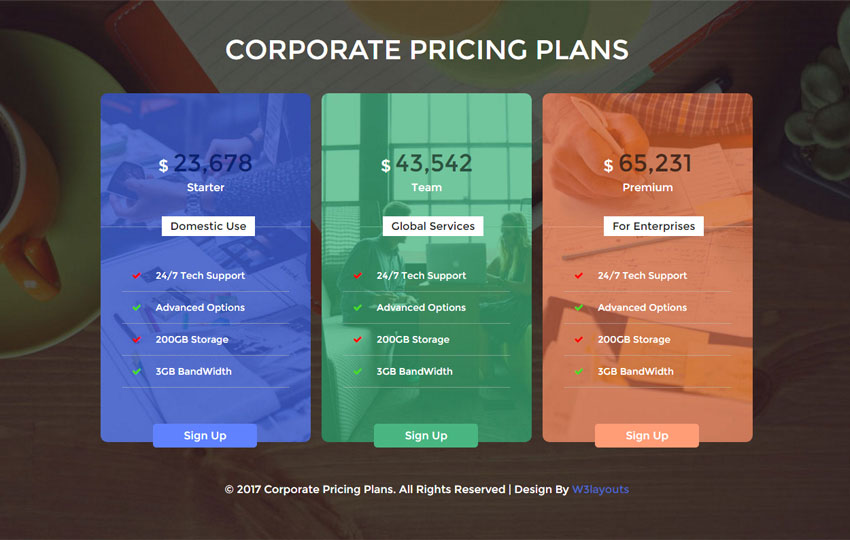 CORPORATE PRICING PLANS
$ 23,678
Starter
Domestic Use
24/7 Tech Support
Advanced Options
200GB Storage
3GB BandWidth
Sign Up
$ 43,542
Team
Global Services
24/7 Tech Support
Advanced Options
200GB Storage
3GB BandWidth
Sign Up
$ 65,231
Premium
For Enterprises
24/7 Tech Support
Advanced Options
200GB Storage
3GB BandWidth
Sign Up
© 2017 Corporate Pricing Plans. All Rights Reserved | Design By W3layouts